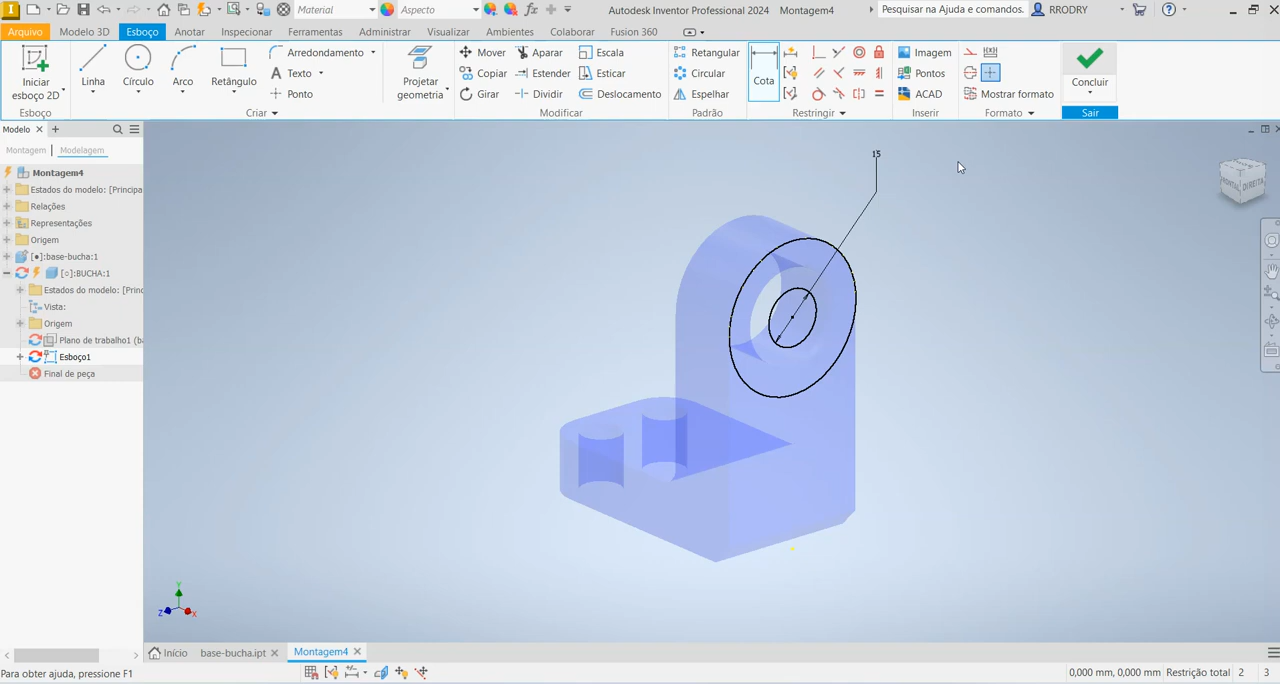 Material
Aspecto
Autodesk Inventor Professional 2024 Montagem4
Pesquisar na Ajuda e comandos.
RRODRY
Arquivo Modelo 3D Esboço Anotar Inspecionar Ferramentas Administrar Visualizar Ambientes Colaborar Fusion 360
Iniciar
esboço 2D
Esboço
Linha
Círculo
Arco
Retângulo
Arredondamento
Texto
Ponto
Criar
Projetar
geometria
Mover Aparar Escala
Copiar Estender Esticar
Girar Dividir Deslocamento
Modificar
Retangular
Circular
Espelhar
Padrão
Cota
Restringir
Imagem
Pontos
ACAD
Inserir
Mostrar formato
Formato
Concluir
Sair
Modelo
Montagem Modelagem
Montagem4
Estados do modelo: [Principa
Relações
Representações
Origem
[●]:base-bucha:1
[○]:BUCHA:1
Estados do modelo: [Princ
Vista:
Origem
Plano de trabalho1 (ba
Esboço1
Final de peça
15
FRONTAL DIREITA
Y
Z
X
Início base-bucha.ipt Montagem4
Para obter ajuda, pressione F1
0,000 mm, 0,000 mm Restrição total 2 3